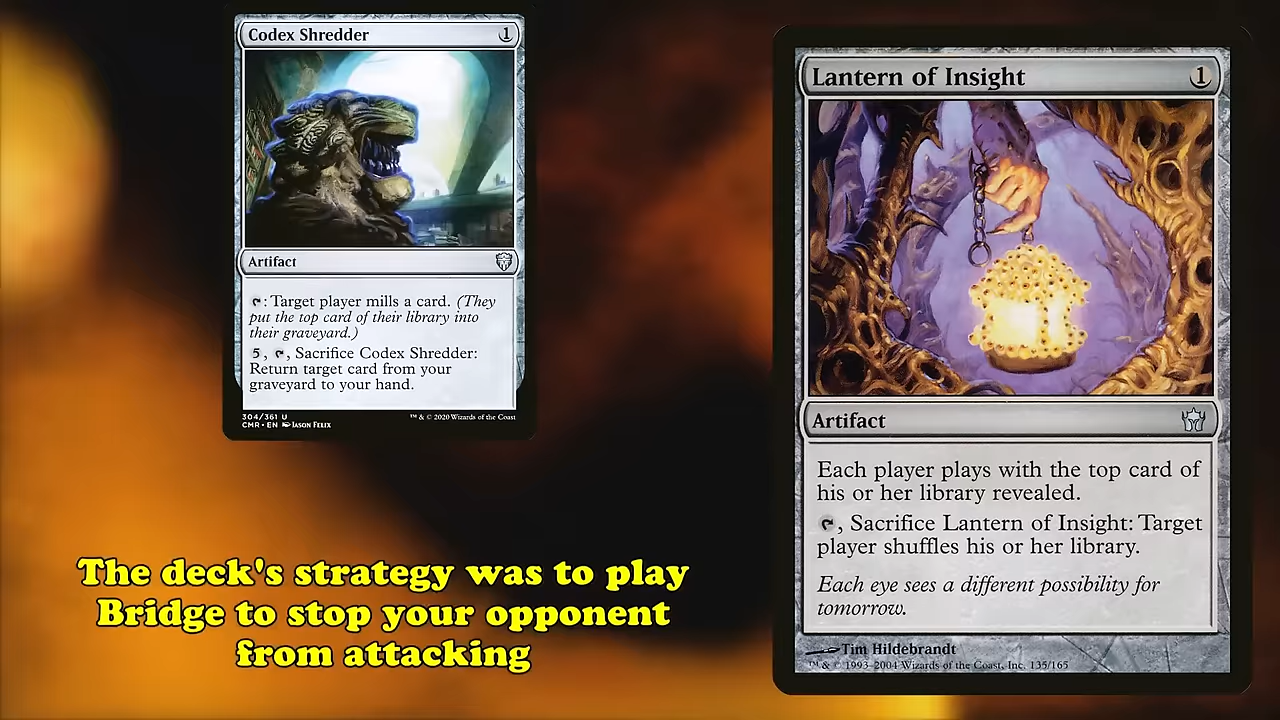 Codex Shredder 1
Artifact
: Target player mills a card. (They
put the top card of their library into
their graveyard.)
5, , Sacrifice Codex Shredder:
Return target card from your
graveyard to your hand.
304/361 U
CMR • EN Jason Felix
™ & © 2020 Wizards of the Coast
Lantern of Insight 1
Artifact
Each player plays with the top card of
his or her library revealed.
, Sacrifice Lantern of Insight: Target
player shuffles his or her library.
Each eye sees a different possibility for
tomorrow.
Tim Hildebrandt
™ & © 1993–2004 Wizards of the Coast, Inc. 135/165
The deck's strategy was to play
Bridge to stop your opponent
from attacking